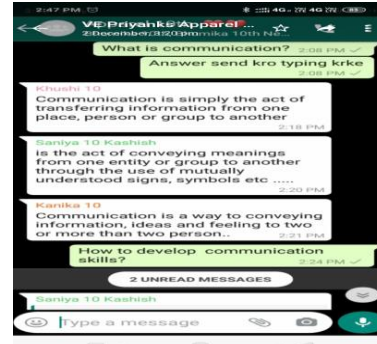 2:47 PM
VE Priyanka Apparel ...
What is communication? 2:08 PM
Answer send kro typing krke
2:08 PM
Khushi 10
Communication is simply the act of
transferring information from one
place, person or group to another
2:18 PM
Saniya 10 Kashish
is the act of conveying meanings
from one entity or group to another
through the use of mutually
understood signs, symbols etc .....
2:20 PM
Kanika 10
Communication is a way to conveying
information, ideas and feeling to two
or more than two person.. 2:21 PM
How to develop communication
skills? 2:24 PM
2 UNREAD MESSAGES
Saniya 10 Kashish
Type a message